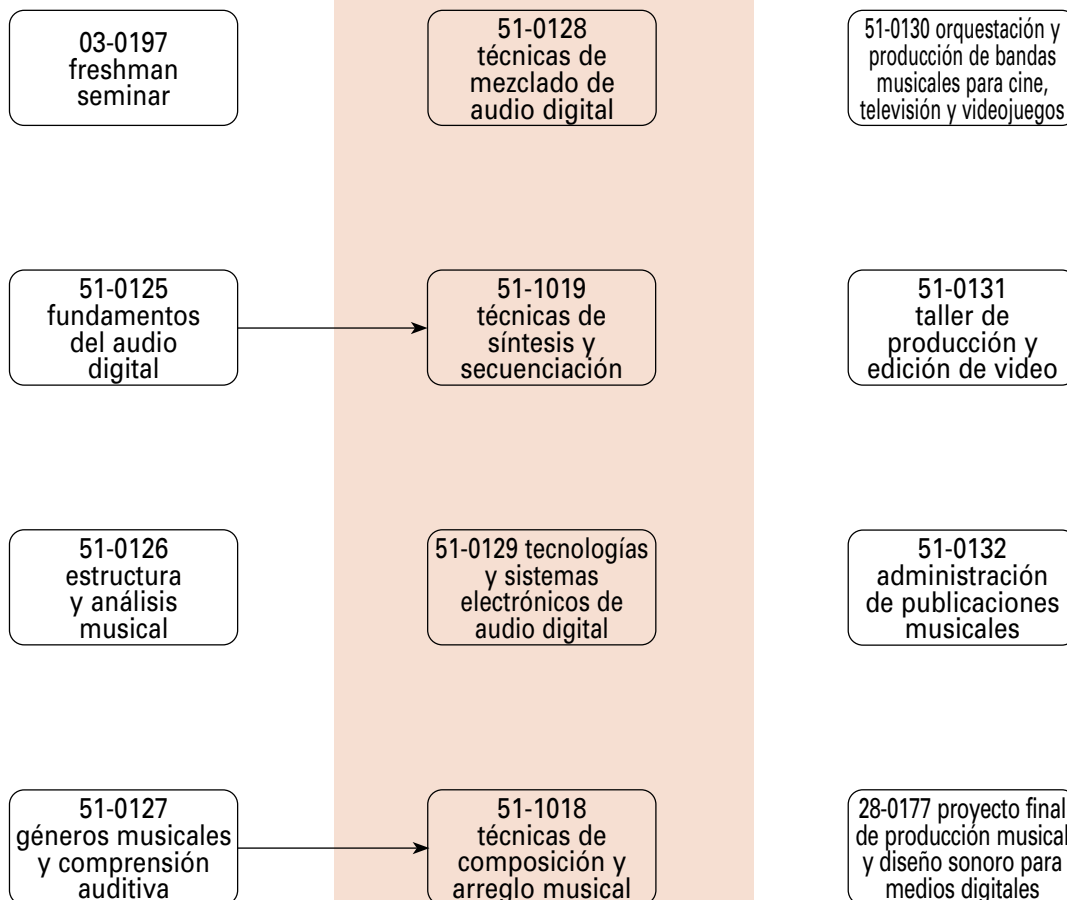 03-0197
freshman
seminar
51-0128
técnicas de
mezclado de
audio digital
51-0130 orquestación y
producción de bandas
musicales para cine,
televisión y videojuegos
51-0125
fundamentos
del audio
digital
51-1019
técnicas de
síntesis y
secuenciación
51-0131
taller de
producción y
edición de video
51-0126
estructura
y análisis
musical
51-0129 tecnologías
y sistemas
electrónicos de
audio digital
51-0132
administración
de publicaciones
musicales
51-0127
géneros musicales
y comprensión
auditiva
51-1018
técnicas de
composición y
arreglo musical
28-0177 proyecto final
de producción musical
y diseño sonoro para
medios digitales